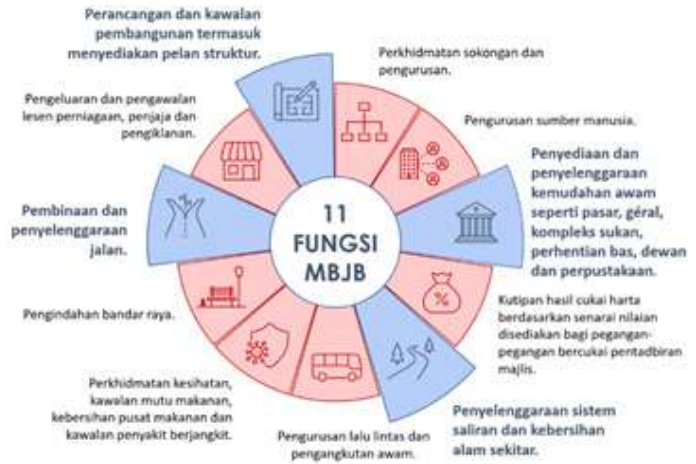 Perancangan dan kawalan
pembangunan termasuk
menyediakan pelan struktur.
Perkhidmatan sokongan dan
pengurusan.
Pengeluaran dan pengawalan
lesen perniagaan, penjaja dan
pengiklanan.
Pengurusan sumber manusia.
Penyediaan dan
penyelenggaraan
kemudahan awam
seperti pasar, gérai,
kompleks sukan,
perhentian bas, dewan
dan perpustakaan.
Pembinaan dan
penyelenggaraan
jalan.
11
FUNGSI
MBJB
%
Kutipan hasil cukai harta
berdasarkan senarai nilaian
disediakan bagi pegangan-
pegangan bercukai pentadbiran
majlis.
Pengindahan bandar raya.
Perkhidmatan kesihatan,
kawalan mutu makanan,
kebersihan pusat makanan dan
kawalan penyakit berjangkit.
Pengurusan lalu lintas dan
pengangkutan awam.
Penyelenggaraan sistem
saliran dan kebersihan
alam sekitar.